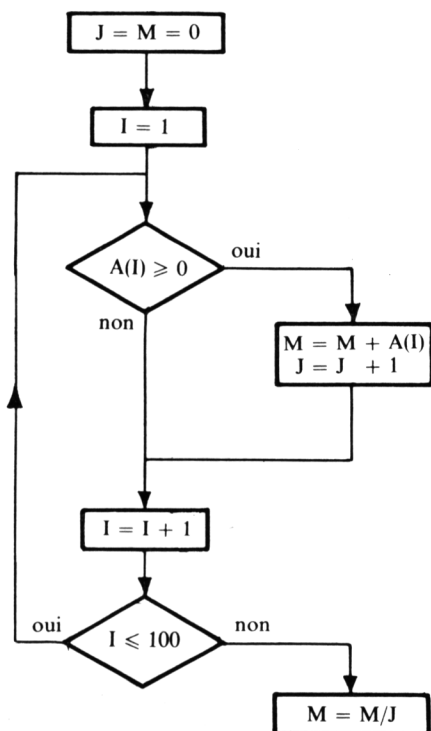 J = M = 0
I = 1
A(I) ⩾ 0
oui
non
M = M + A(I)
J = J + 1
I = I + 1
I ⩽ 100
oui
non
M = M/J